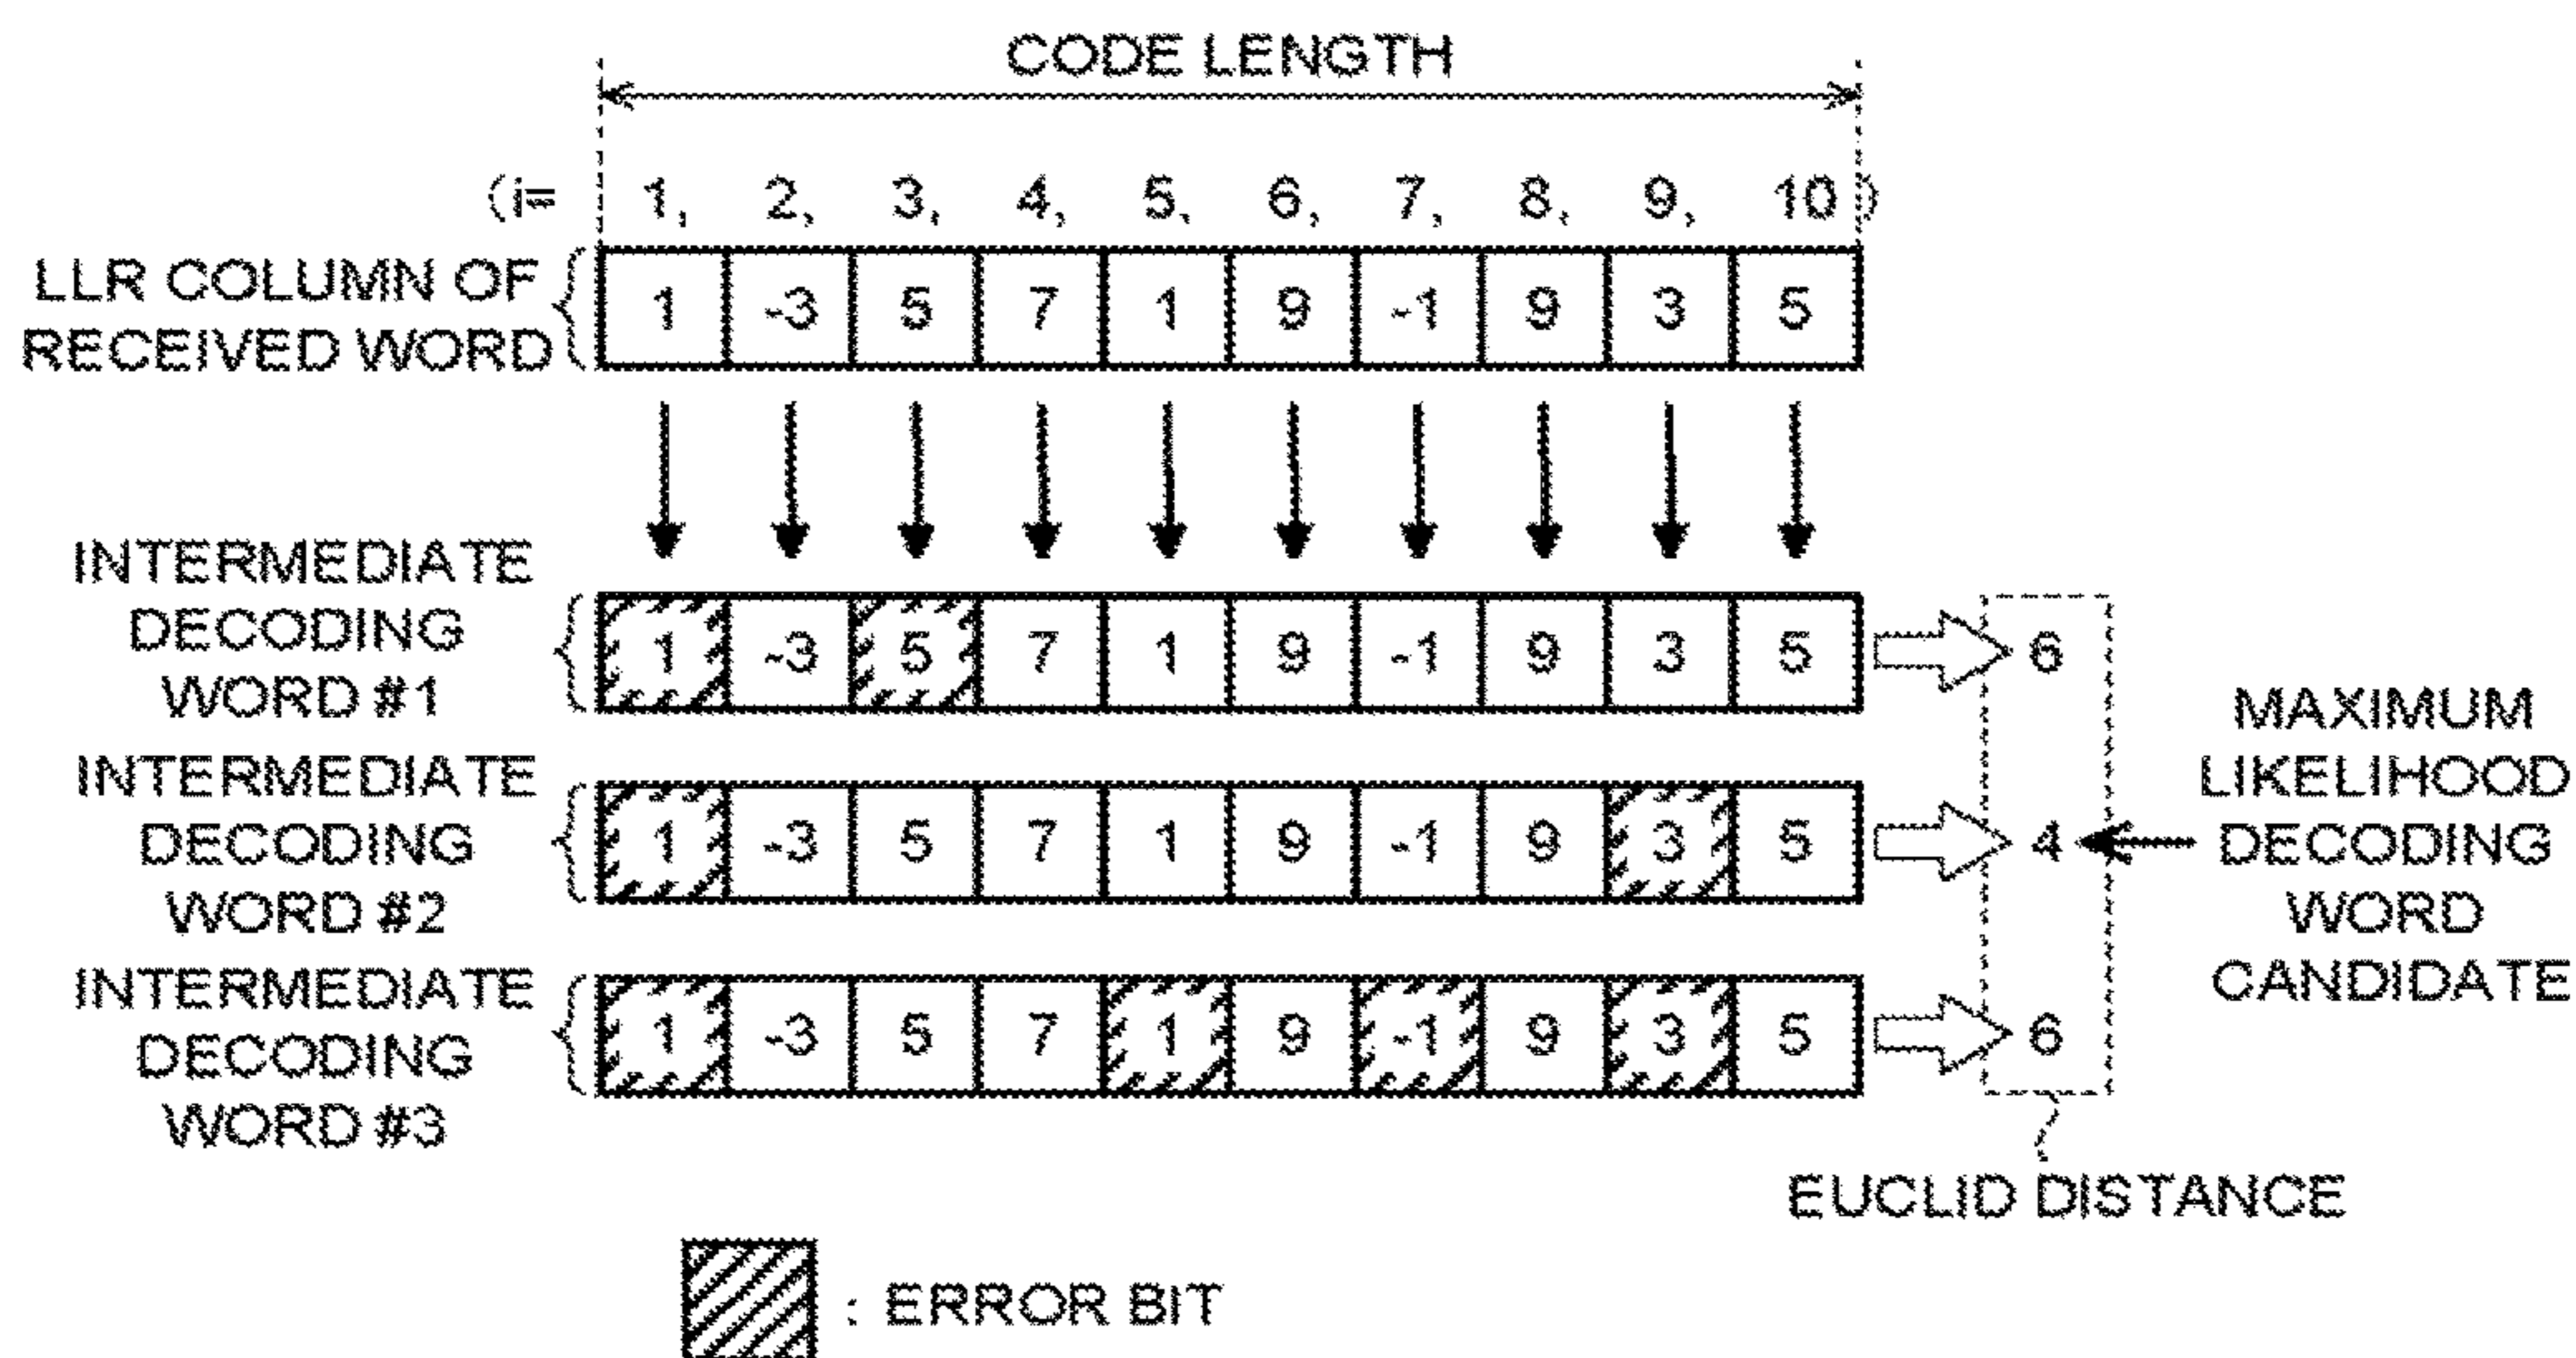 CODE LENGTH
(i= 1, 2, 3, 4, 5, 6, 7, 8, 9, 10)
LLR COLUMN OF
RECEIVED WORD
1 -3 5 7 1 9 -1 9 3 5
INTERMEDIATE
DECODING
WORD #1
1 -3 5 7 1 9 -1 9 3 5
6
INTERMEDIATE
DECODING
WORD #2
1 -3 5 7 1 9 -1 9 3 5
4
MAXIMUM
LIKELIHOOD
DECODING
WORD
CANDIDATE
INTERMEDIATE
DECODING
WORD #3
1 -3 5 7 1 9 -1 9 3 5
6
EUCLID DISTANCE
: ERROR BIT